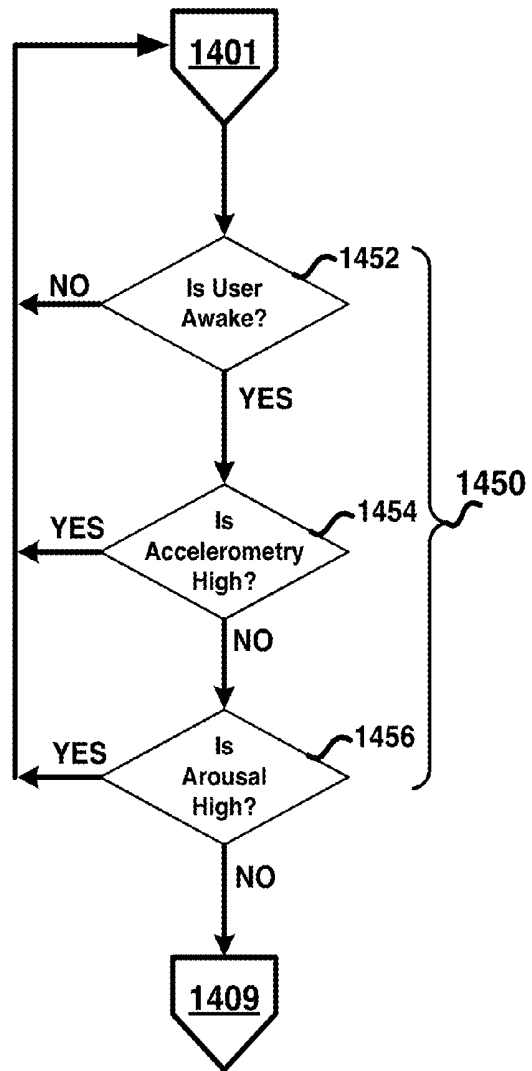 1401
1452
Is User
Awake?
NO
YES
1450
1454
Is
Accelerometry
High?
YES
NO
1456
Is
Arousal
High?
YES
NO
1409